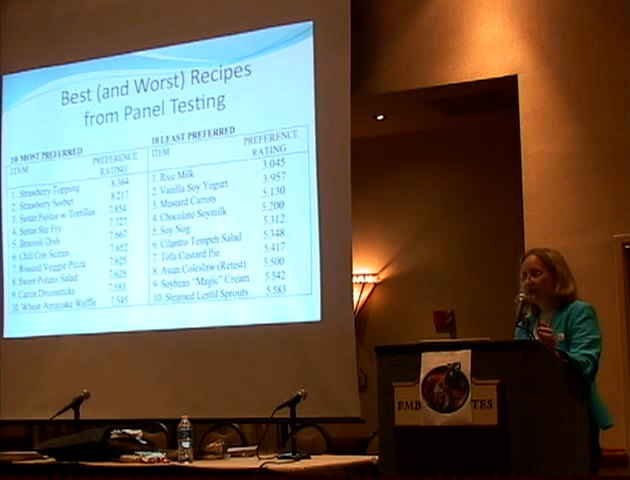 Best (and Worst) Recipes
from Panel Testing
10 MOST PREFERRED
ITEM PREFERENCE RATING
1. Strawberry Topping 8.364
2. Strawberry Sorbet 8.217
3. Seitan Fajitas w Tortillas 7.854
4. Seitan Stir Fry 7.727
5. Broccoli Dish 7.667
6. Chili Con Seitan 7.652
7. Roasted Veggie Pizza 7.625
8. Sweet Potato Salad 7.625
9. Carrot Drumsticks 7.583
10. Wheat Amazake Waffle 7.545
10 LEAST PREFERRED
ITEM PREFERENCE RATING
1. Rice Milk 3.045
2. Vanilla Soy Yogurt 3.957
3. Mustard Carrots 5.130
4. Chocolate Soymilk 5.200
5. Soy Nog 5.312
6. Cilantro Tempeh Salad 5.348
7. Tofu Custard Pie 5.417
8. Asian Coleslaw (Retest) 5.500
9. Soybean "Magic" Cream 5.542
10. Steamed Lentil Sprouts 5.583
EMB TES